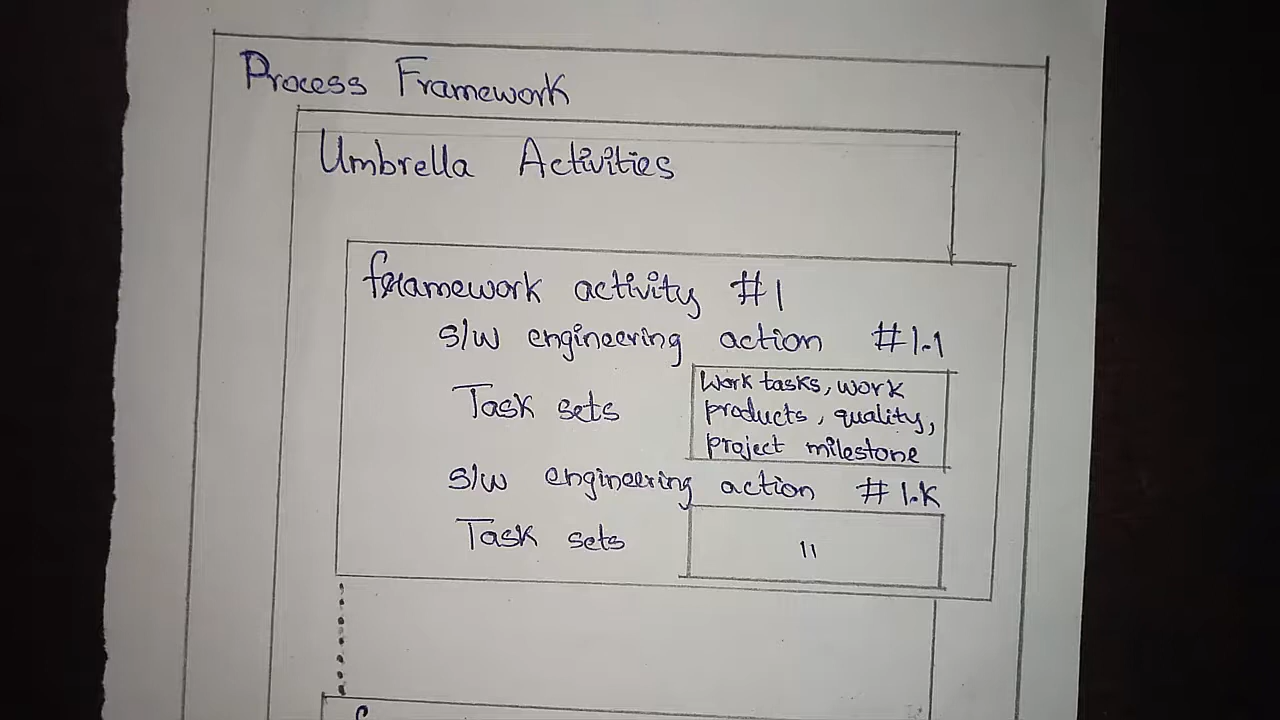 Process Framework
Umbrella Activities
framework activity #1
s/w engineering action #1.1
Task sets
Work tasks, work
products, quality,
project milestone
s/w engineering action #1.K
Task sets
"